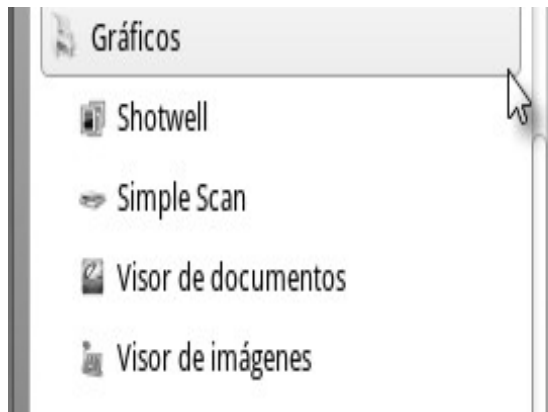 Gráficos
Shotwell
Simple Scan
Visor de documentos
Visor de imágenes